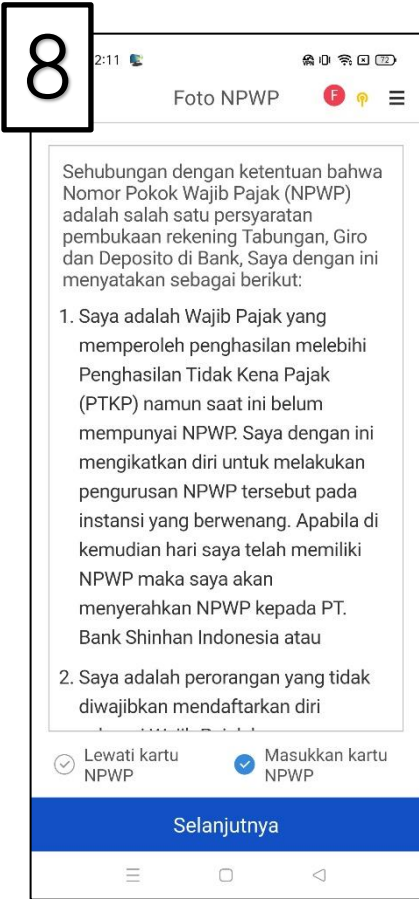 8
2:11
72
Foto NPWP
F
Sehubungan dengan ketentuan bahwa
Nomor Pokok Wajib Pajak (NPWP)
adalah salah satu persyaratan
pembukaan rekening Tabungan, Giro
dan Deposito di Bank, Saya dengan ini
menyatakan sebagai berikut:
1. Saya adalah Wajib Pajak yang
memperoleh penghasilan melebihi
Penghasilan Tidak Kena Pajak
(PTKP) namun saat ini belum
mempunyai NPWP. Saya dengan ini
mengikatkan diri untuk melakukan
pengurusan NPWP tersebut pada
instansi yang berwenang. Apabila di
kemudian hari saya telah memiliki
NPWP maka saya akan
menyerahkan NPWP kepada PT.
Bank Shinhan Indonesia atau
2. Saya adalah perorangan yang tidak
diwajibkan mendaftarkan diri
Lewati kartu
NPWP
Masukkan kartu
NPWP
Selanjutnya